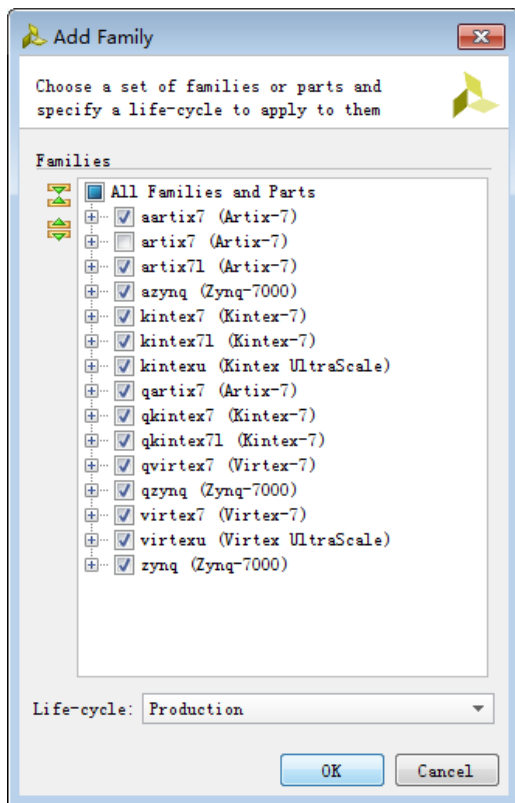 Add Family
Choose a set of families or parts and
specify a life-cycle to apply to them
Families
All Families and Parts
aartix7 (Artix-7)
artix7 (Artix-7)
artix7l (Artix-7)
azynq (Zynq-7000)
kintex7 (Kintex-7)
kintex7l (Kintex-7)
kintexu (Kintex UltraScale)
qartix7 (Artix-7)
qkintex7 (Kintex-7)
qkintex7l (Kintex-7)
qvirtex7 (Virtex-7)
qzynq (Zynq-7000)
virtex7 (Virtex-7)
virtexu (Virtex UltraScale)
zynq (Zynq-7000)
Life-cycle: Production
OK Cancel